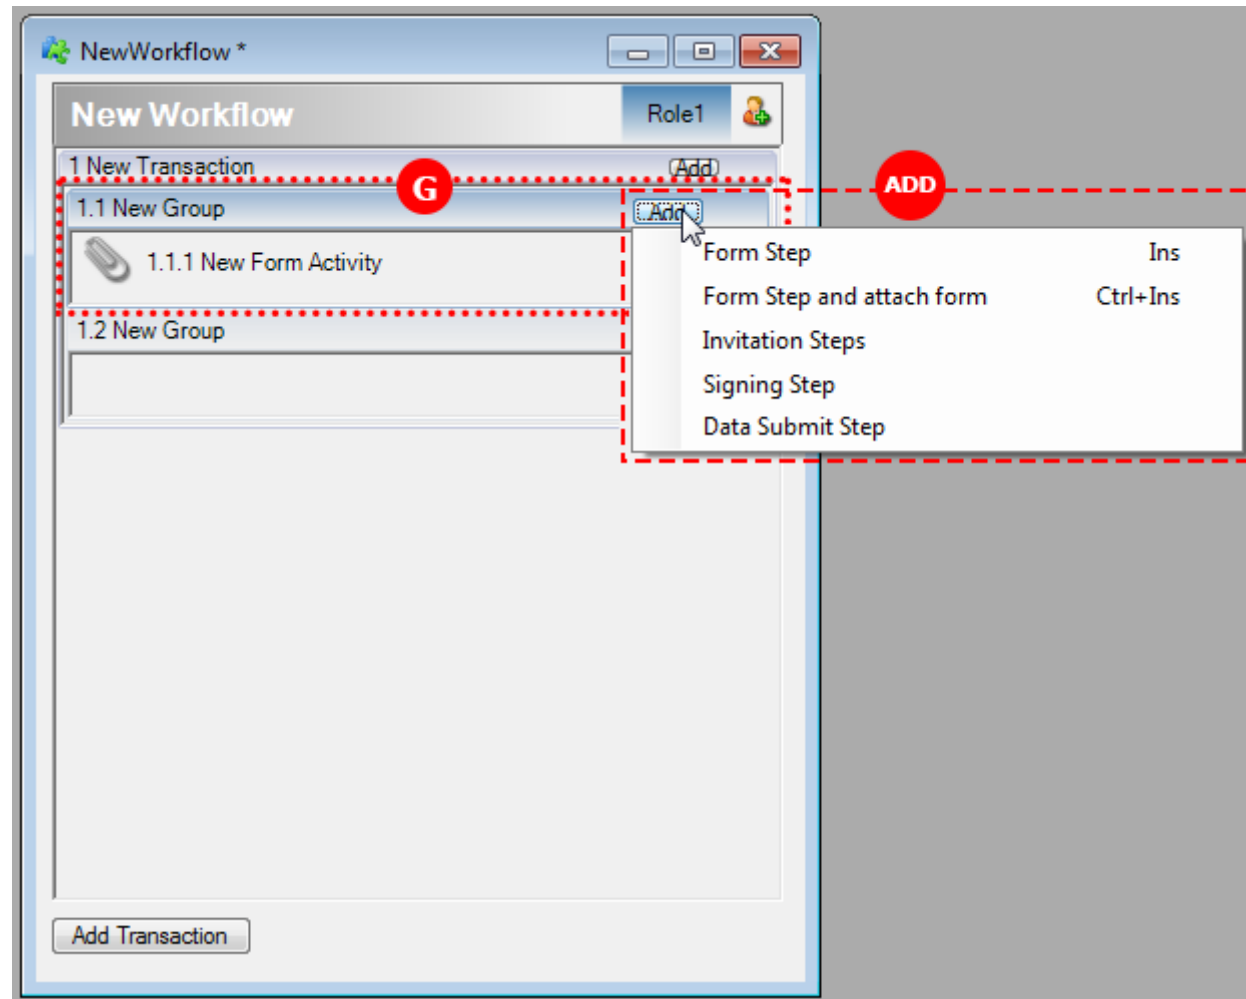 NewWorkflow *
New Workflow
Role1
1 New Transaction
Add
G
ADD
1.1 New Group
Add
1.1.1 New Form Activity
1.2 New Group
Form Step Ins
Form Step and attach form Ctrl+Ins
Invitation Steps
Signing Step
Data Submit Step
Add Transaction